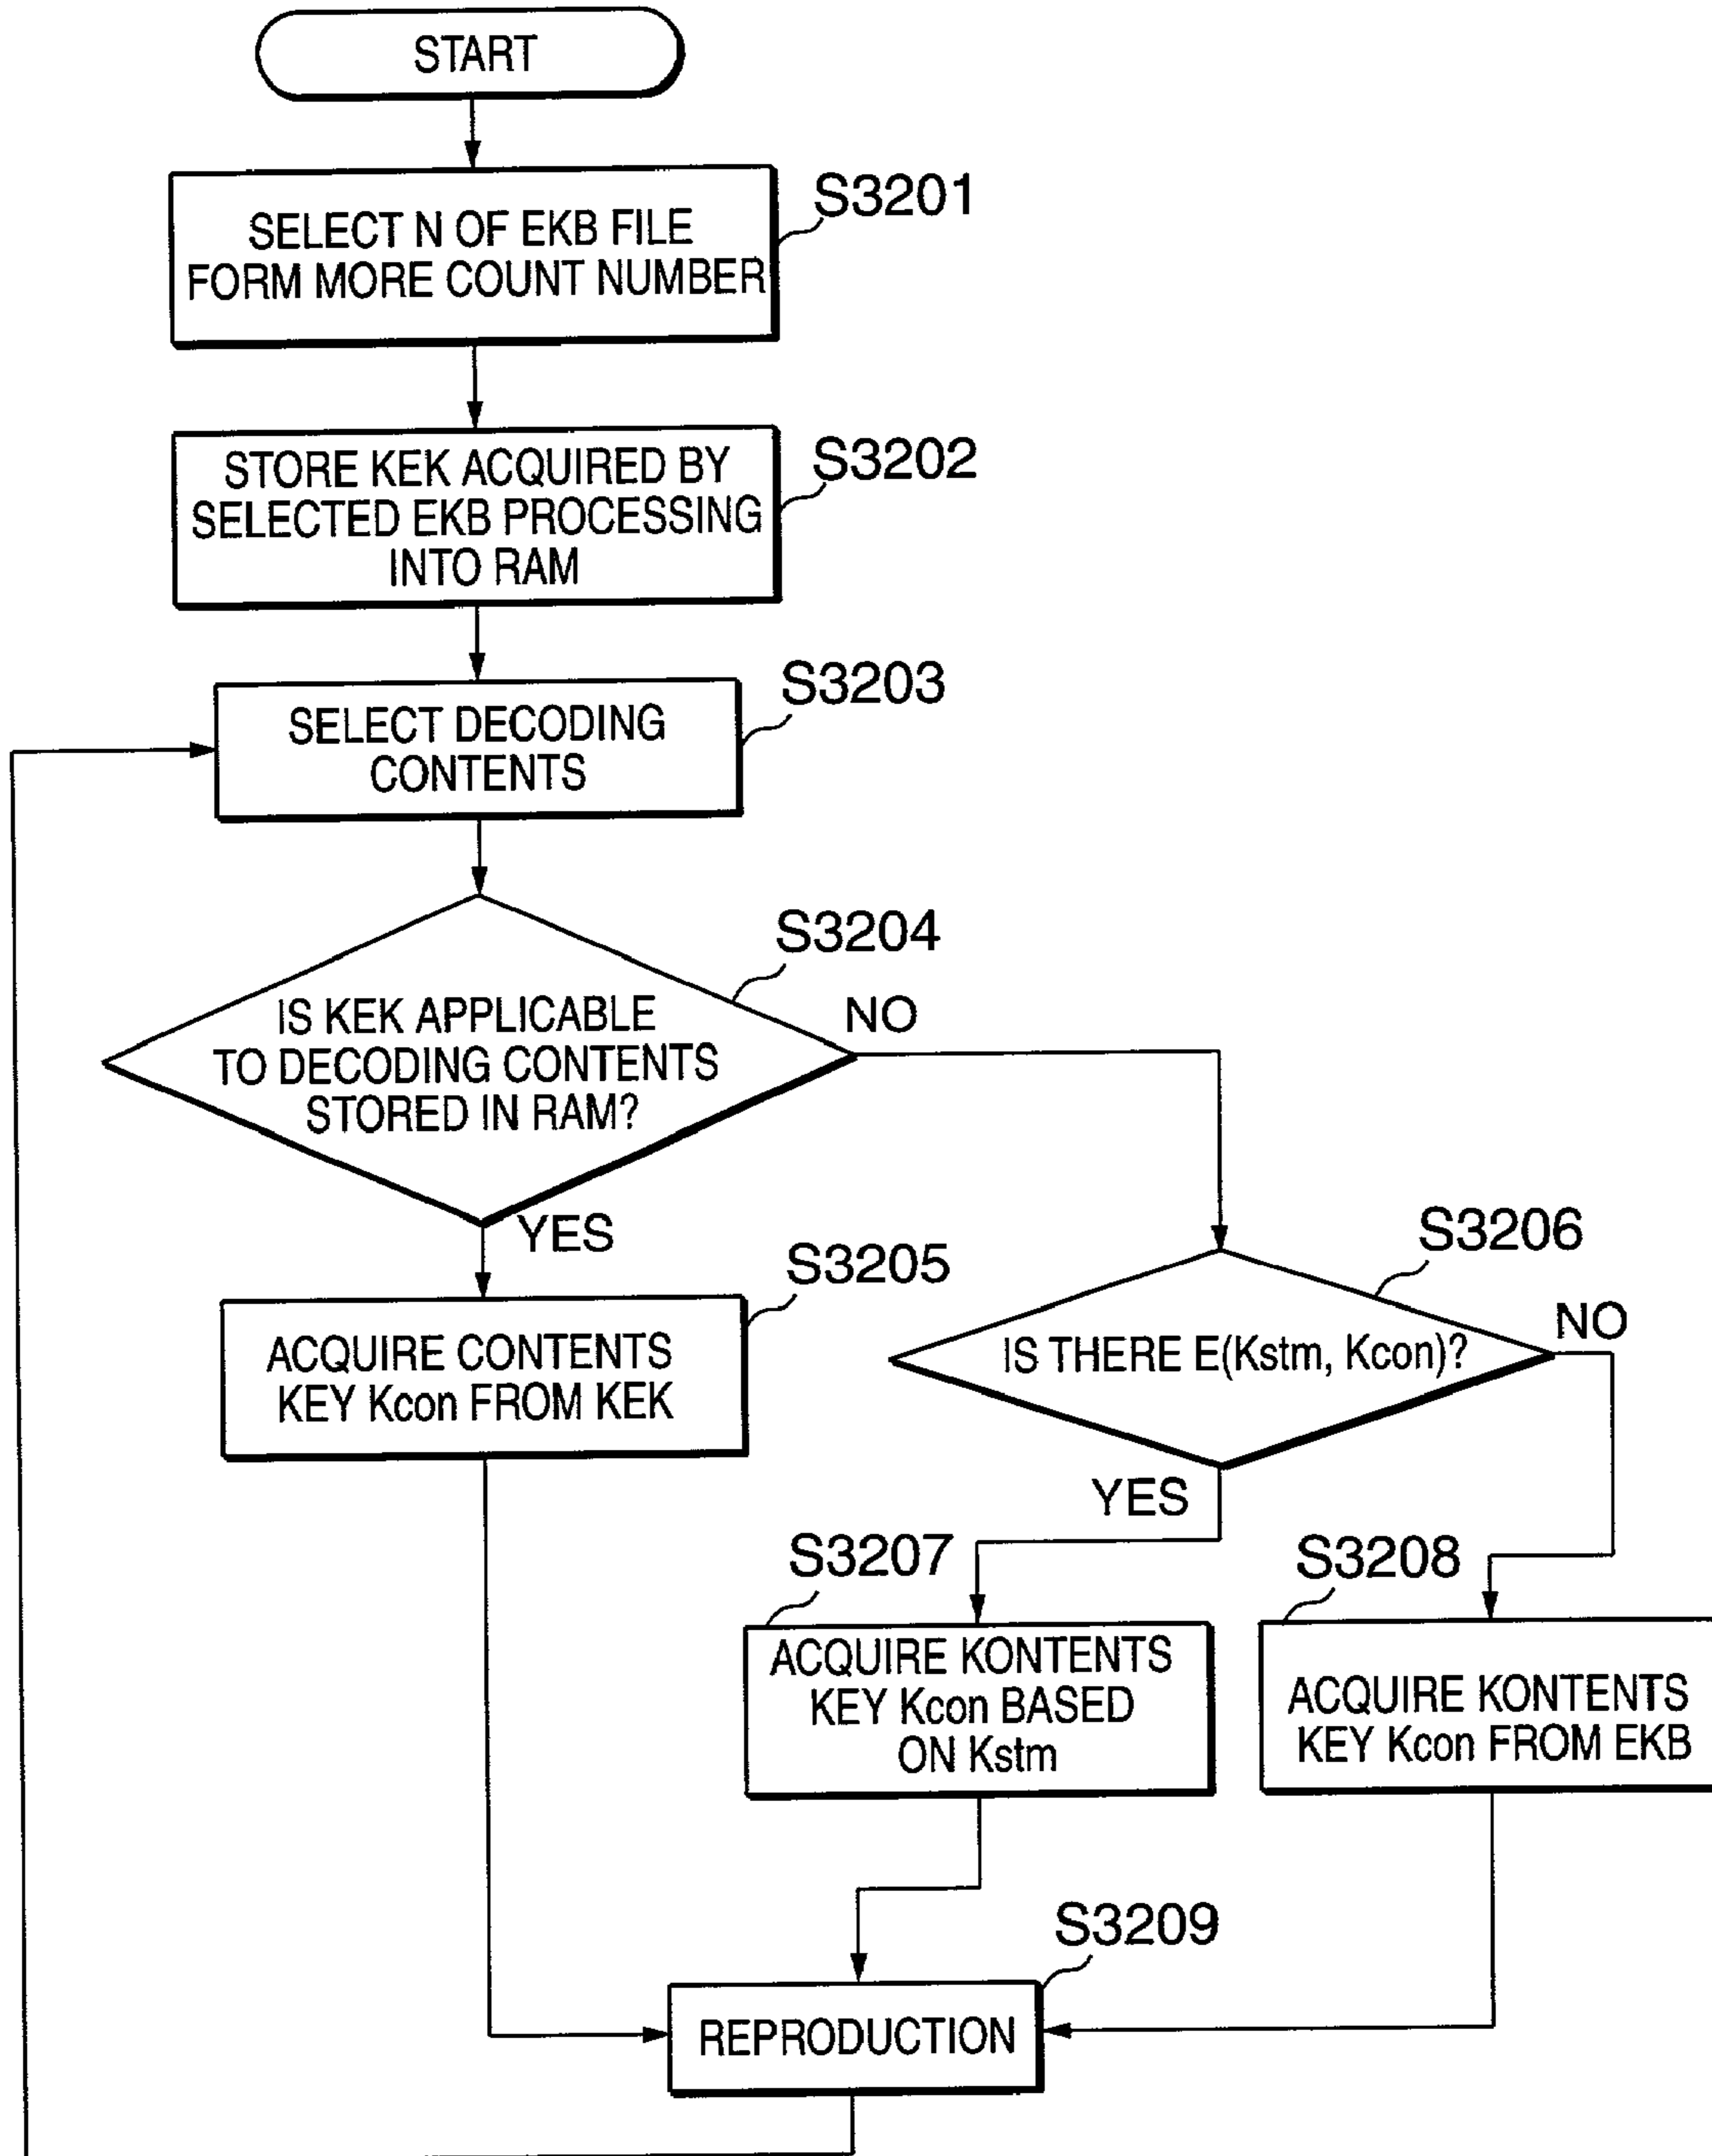 START
S3201
SELECT N OF EKB FILE
FORM MORE COUNT NUMBER
S3202
STORE KEK ACQUIRED BY
SELECTED EKB PROCESSING
INTO RAM
S3203
SELECT DECODING
CONTENTS
S3204
IS KEK APPLICABLE
TO DECODING CONTENTS
STORED IN RAM?
NO
YES
S3205
ACQUIRE CONTENTS
KEY Kcon FROM KEK
S3206
IS THERE E(Kstm, Kcon)?
NO
YES
S3207
ACQUIRE KONTENTS
KEY Kcon BASED
ON Kstm
S3208
ACQUIRE KONTENTS
KEY Kcon FROM EKB
S3209
REPRODUCTION